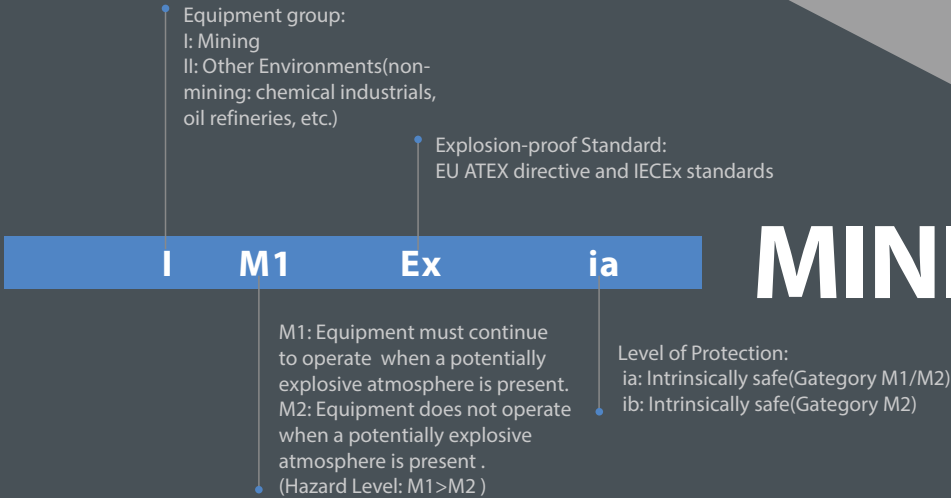 Equipment group:
I: Mining
II: Other Environments(non-
mining: chemical industrials,
oil refineries, etc.)
Explosion-proof Standard:
EU ATEX directive and IECEx standards
I M1 Ex ia
MINI
M1: Equipment must continue
to operate when a potentially
explosive atmosphere is present.
M2: Equipment does not operate
when a potentially explosive
atmosphere is present .
(Hazard Level: M1>M2 )
Level of Protection:
ia: Intrinsically safe(Gategory M1/M2)
ib: Intrinsically safe(Gategory M2)